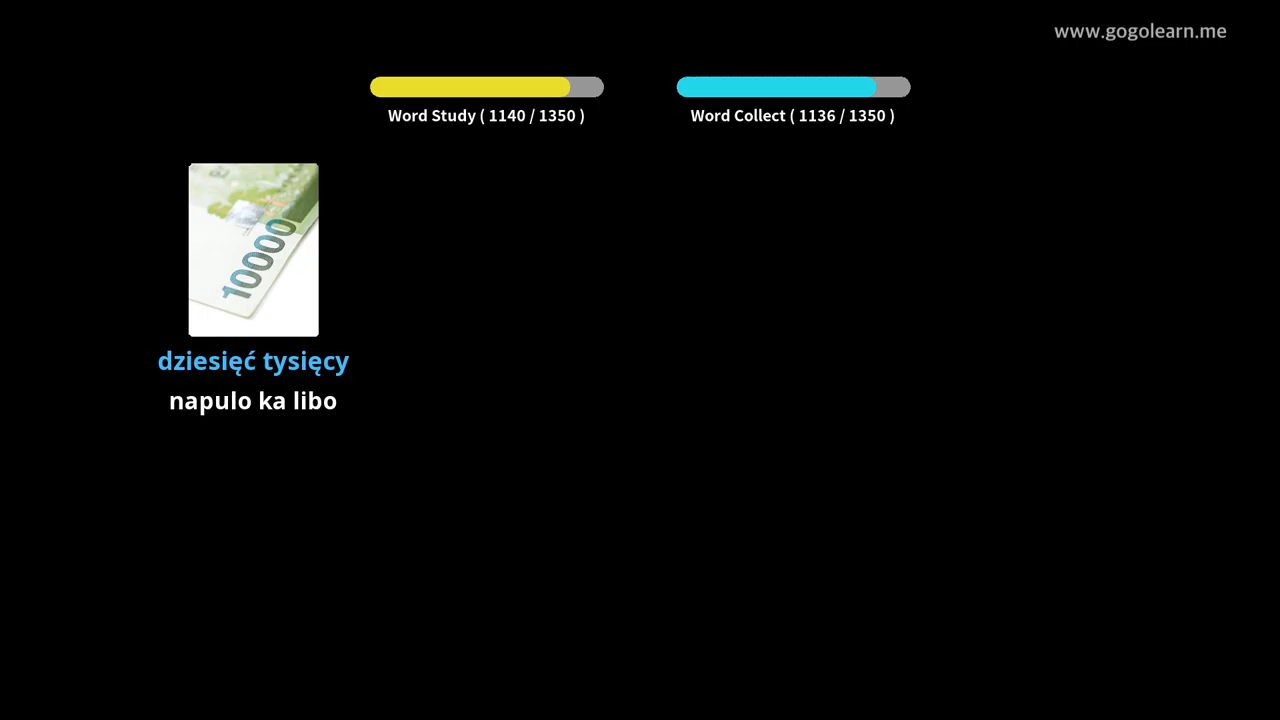 www.gogolearn.me
Word Study ( 1140 / 1350 )
Word Collect ( 1136 / 1350 )
10000
dziesięć tysięcy
napulo ka libo